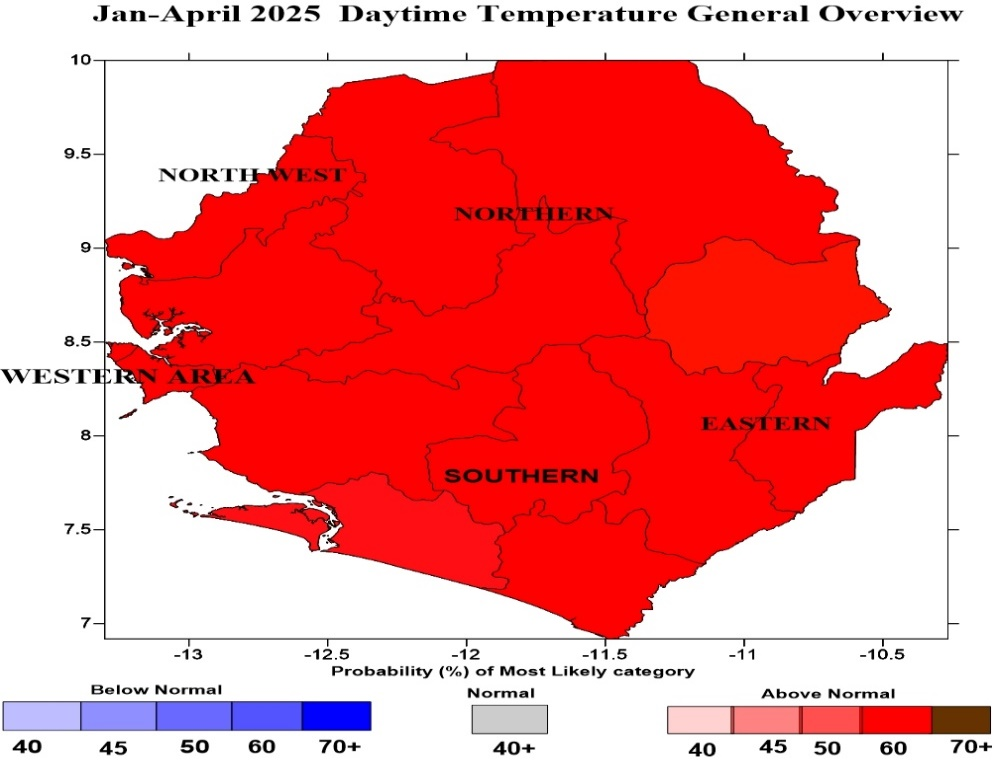 Jan-April 2025 Daytime Temperature General Overview
10
9.5
NORTH WEST
NORTHERN
9
8.5
WESTERN AREA
EASTERN
8
SOUTHERN
7.5
7
-13 -12.5 -12 -11.5 -11 -10.5
Probability (%) of Most Likely category
Below Normal Normal Above Normal
40 45 50 60 70+ 40+ 40 45 50 60 70+